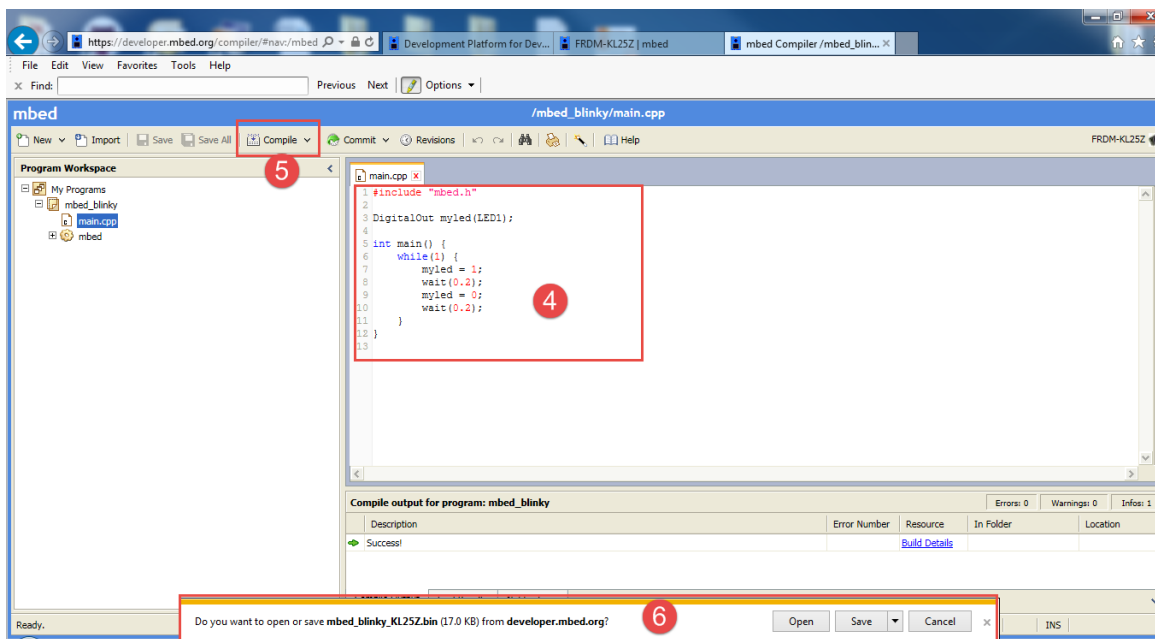 https://developer.mbed.org/compiler/#nav:/mbed
Development Platform for Dev...
FRDM-KL25Z | mbed
mbed Compiler /mbed_blin...
File Edit View Favorites Tools Help
x Find: Previous Next Options
mbed /mbed_blinky/main.cpp
New Import Save Save All Compile Commit Revisions Help FRDM-KL25Z
Program Workspace
5
My Programs
mbed_blinky
main.cpp
mbed
main.cpp
1 #include "mbed.h"
2
3 DigitalOut myled(LED1);
4
5 int main() {
6 while(1) {
7 myled = 1;
8 wait(0.2);
9 myled = 0;
10 wait(0.2);
11 }
12 }
13
4
Compile output for program: mbed_blinky Errors: 0 Warnings: 0 Infos: 1
Description Error Number Resource In Folder Location
Success! Build Details
Do you want to open or save mbed_blinky_KL25Z.bin (17.0 KB) from developer.mbed.org? 6 Open Save Cancel
Ready. INS